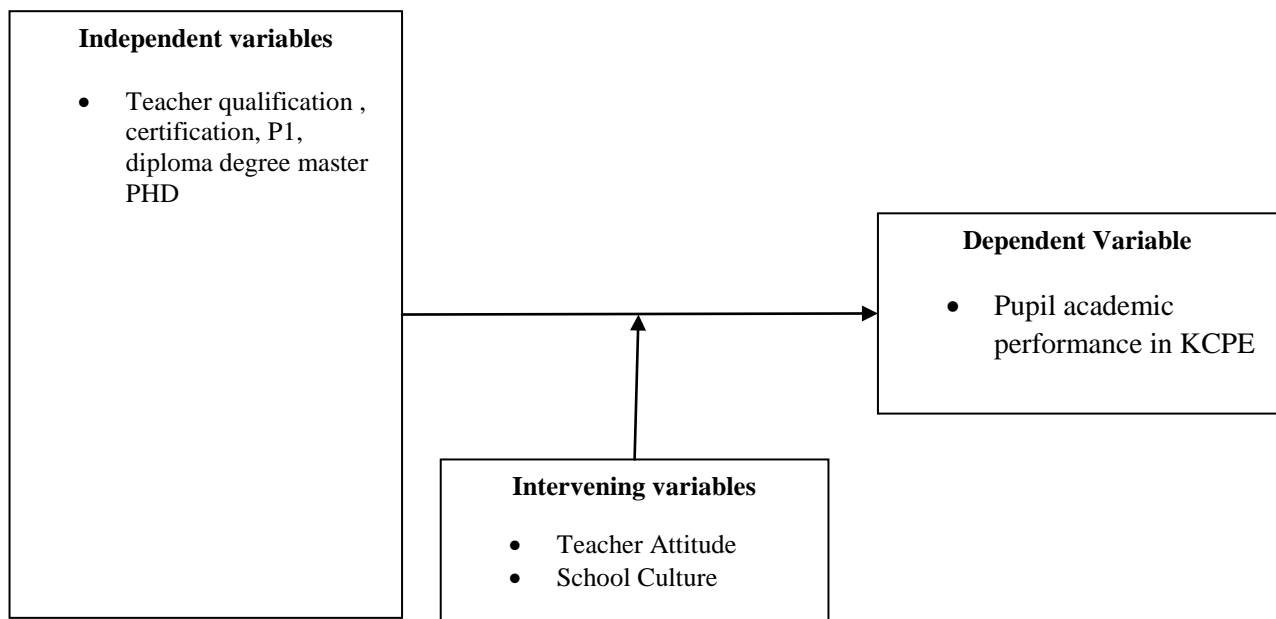 Independent variables
• Teacher qualification ,
certification, P1,
diploma degree master
PHD
Dependent Variable
• Pupil academic
performance in KCPE
Intervening variables
• Teacher Attitude
• School Culture